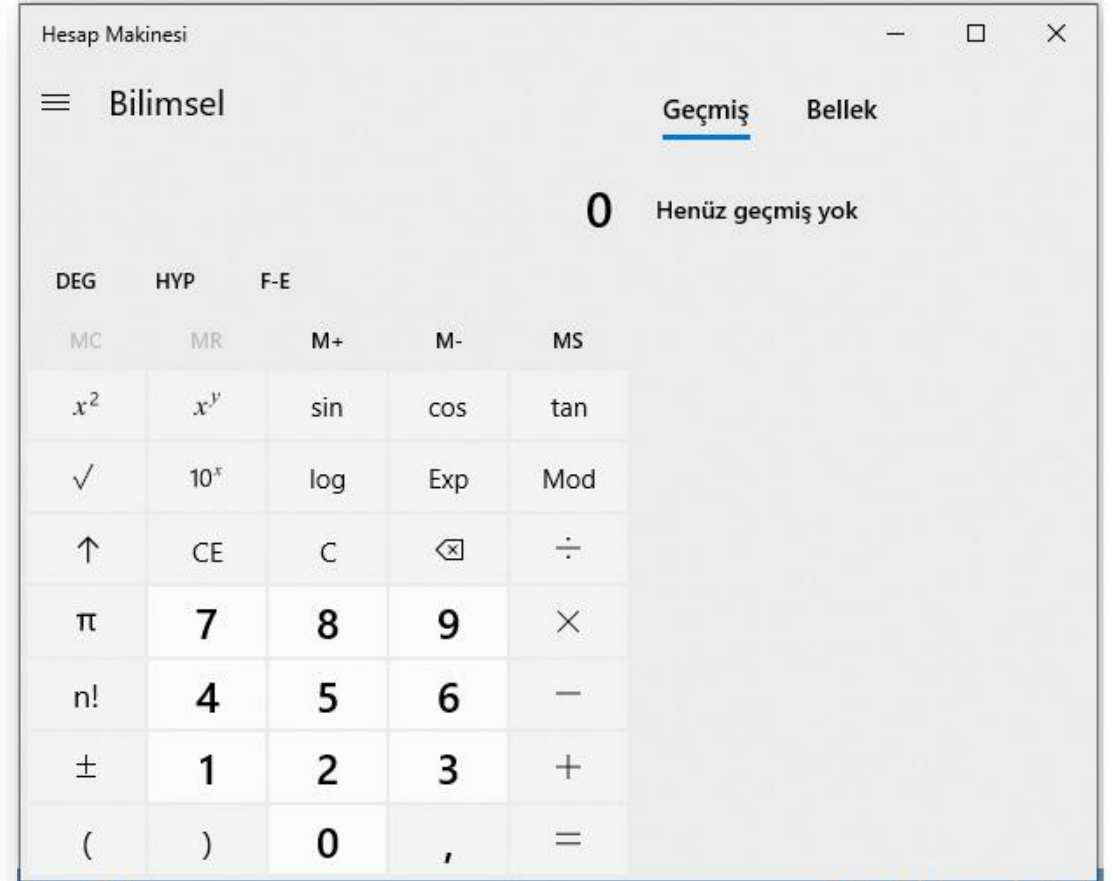 Hesap Makinesi
Bilimsel
Geçmiş Bellek
0
Henüz geçmiş yok
DEG HYP F-E
MC MR M+ M- MS
x² xʸ sin cos tan
√ 10ˣ log Exp Mod
↑ CE C ⌫ ÷
π 7 8 9 ×
n! 4 5 6 −
± 1 2 3 +
( ) 0 , =